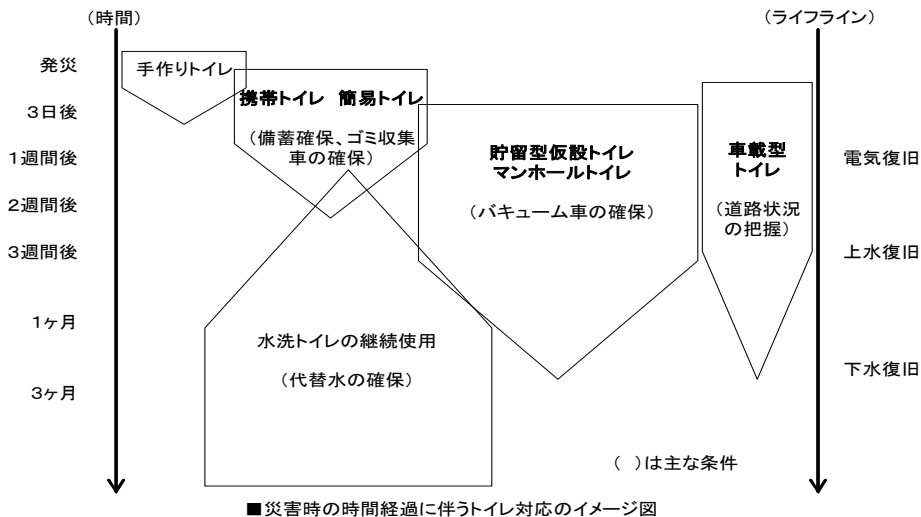 （時間）
（ライフライン）
発災
3日後
1週間後
2週間後
3週間後
1ヶ月
3ヶ月
手作りトイレ
携帯トイレ　簡易トイレ
（備蓄確保、ゴミ収集
車の確保）
貯留型仮設トイレ
マンホールトイレ
（バキューム車の確保）
車載型
トイレ
（道路状況
の把握）
水洗トイレの継続使用
（代替水の確保）
電気復旧
上水復旧
下水復旧
（　）は主な条件
■災害時の時間経過に伴うトイレ対応のイメージ図